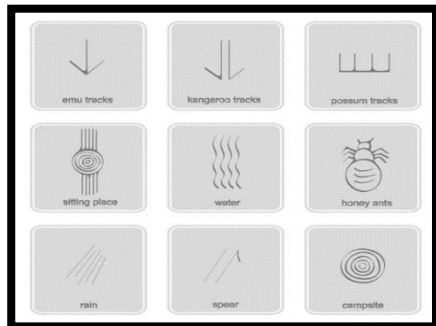 emu tracks
kangaroo tracks
possum tracks
sitting place
water
honey ants
rain
spear
campsite